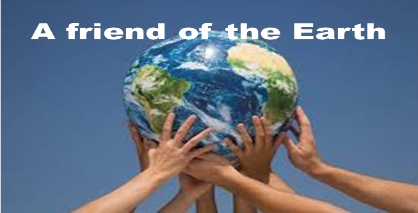 A friend of the Earth